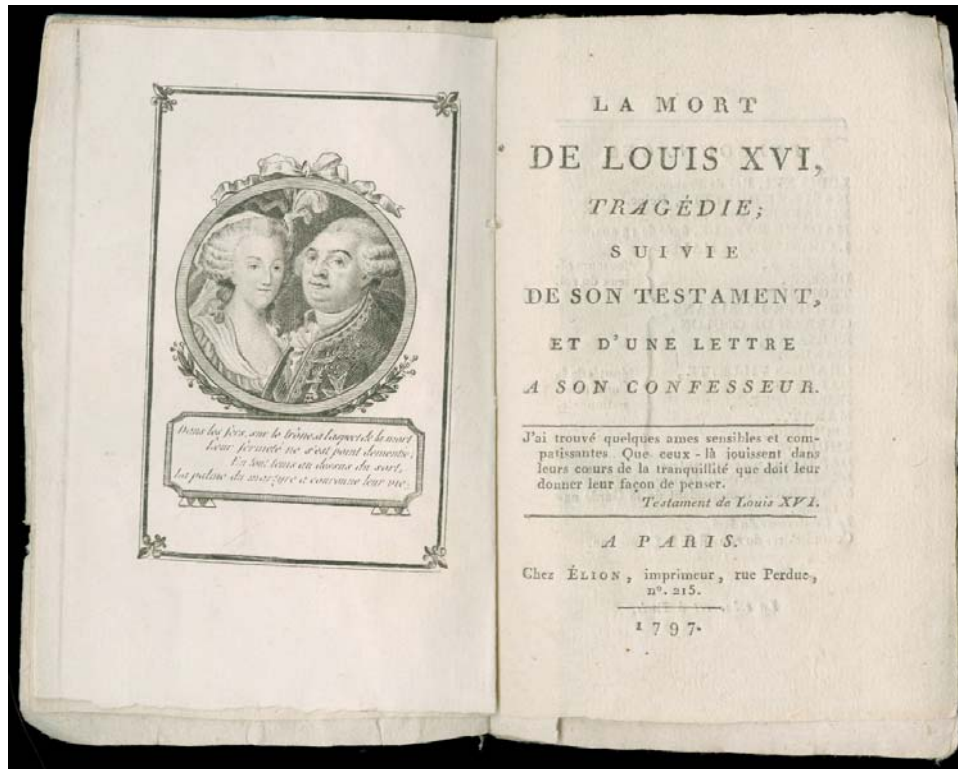 Dans les fers, sur le trône, a l'aspect de la mort
Leur fermeté ne s'est point dementie;
En tout tems au dessus du sort,
La palme du martyre a couronné leur vie.
LA MORT
DE LOUIS XVI,
TRAGÉDIE;
SUIVIE
DE SON TESTAMENT,
ET D'UNE LETTRE
A SON CONFESSEUR.
J'ai trouvé quelques ames sensibles et com-
patissantes. Que ceux-là jouissent dans
leurs cœurs de la tranquillité que doit leur
donner leur façon de penser.
Testament de Louis XVI.
A PARIS.
Chez ÉLION, imprimeur, rue Perdue,
nº. 215.
1797.